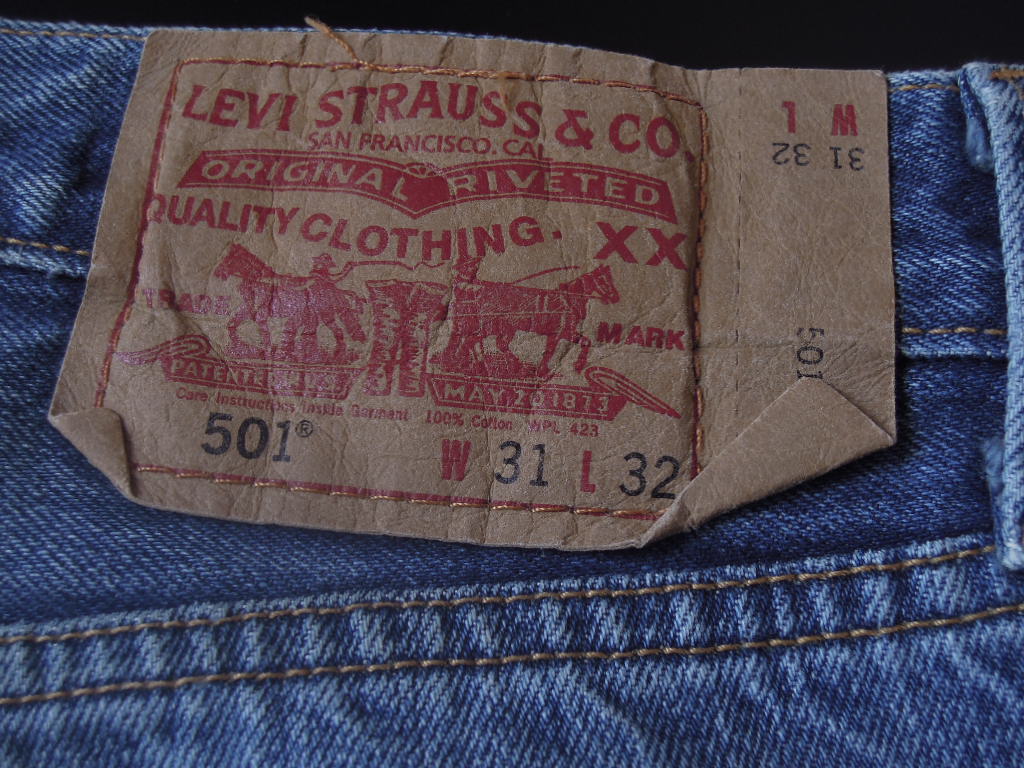 LEVI STRAUSS & CO.
SAN FRANCISCO. CAL
ORIGINAL RIVETED
QUALITY CLOTHING. XX
TRADE MARK
MAY 20 1873
Care Instructions Inside Garment 100% Cotton WPL 423
501® W 31 L 32
W L
31 32
501